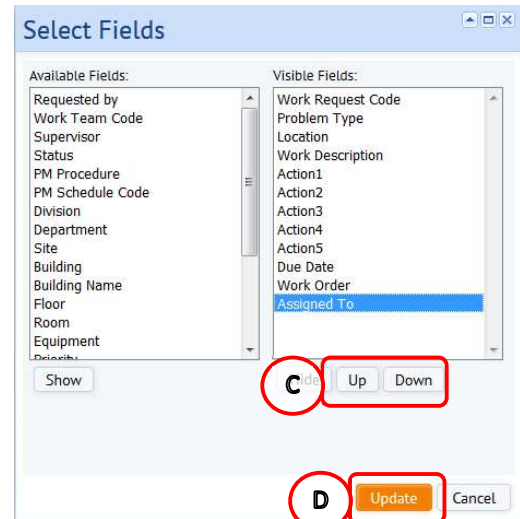 Select Fields
Available Fields:
Requested by
Work Team Code
Supervisor
Status
PM Procedure
PM Schedule Code
Division
Department
Site
Building
Building Name
Floor
Room
Equipment
Priority
Show
Visible Fields:
Work Request Code
Problem Type
Location
Work Description
Action1
Action2
Action3
Action4
Action5
Due Date
Work Order
Assigned To
C
Up Down
D
Update Cancel